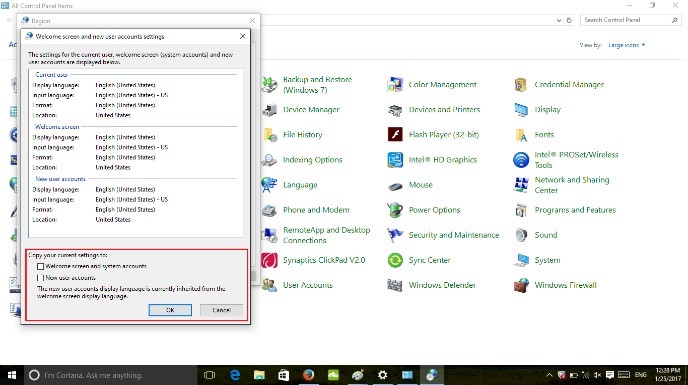 All Control Panel Items
Region
Search Control Panel
Welcome screen and new user accounts settings
The settings for the current user, welcome screen (system accounts) and new
user accounts are displayed below.
Current user
Display language: English (United States)
Input language: English (United States) - US
Format: English (United States)
Location: United States
Welcome screen
Display language: English (United States)
Input language: English (United States) - US
Format: English (United States)
Location: United States
New user accounts
Display language: English (United States)
Input language: English (United States) - US
Format: English (United States)
Location: United States
Copy your current settings to:
Welcome screen and system accounts
New user accounts
The new user accounts display language is currently inherited from the
welcome screen display language.
OK Cancel
View by: Large icons
Backup and Restore
(Windows 7)
Color Management
Credential Manager
Device Manager
Devices and Printers
Display
File History
Flash Player (32-bit)
Fonts
Indexing Options
Intel® HD Graphics
Intel® PROSet/Wireless
Tools
Language
Mouse
Network and Sharing
Center
Phone and Modem
Power Options
Programs and Features
RemoteApp and Desktop
Connections
Security and Maintenance
Sound
Synaptics ClickPad V2.0
Sync Center
System
User Accounts
Windows Defender
Windows Firewall
I'm Cortana. Ask me anything.
ENG
12:28 PM
1/25/2017